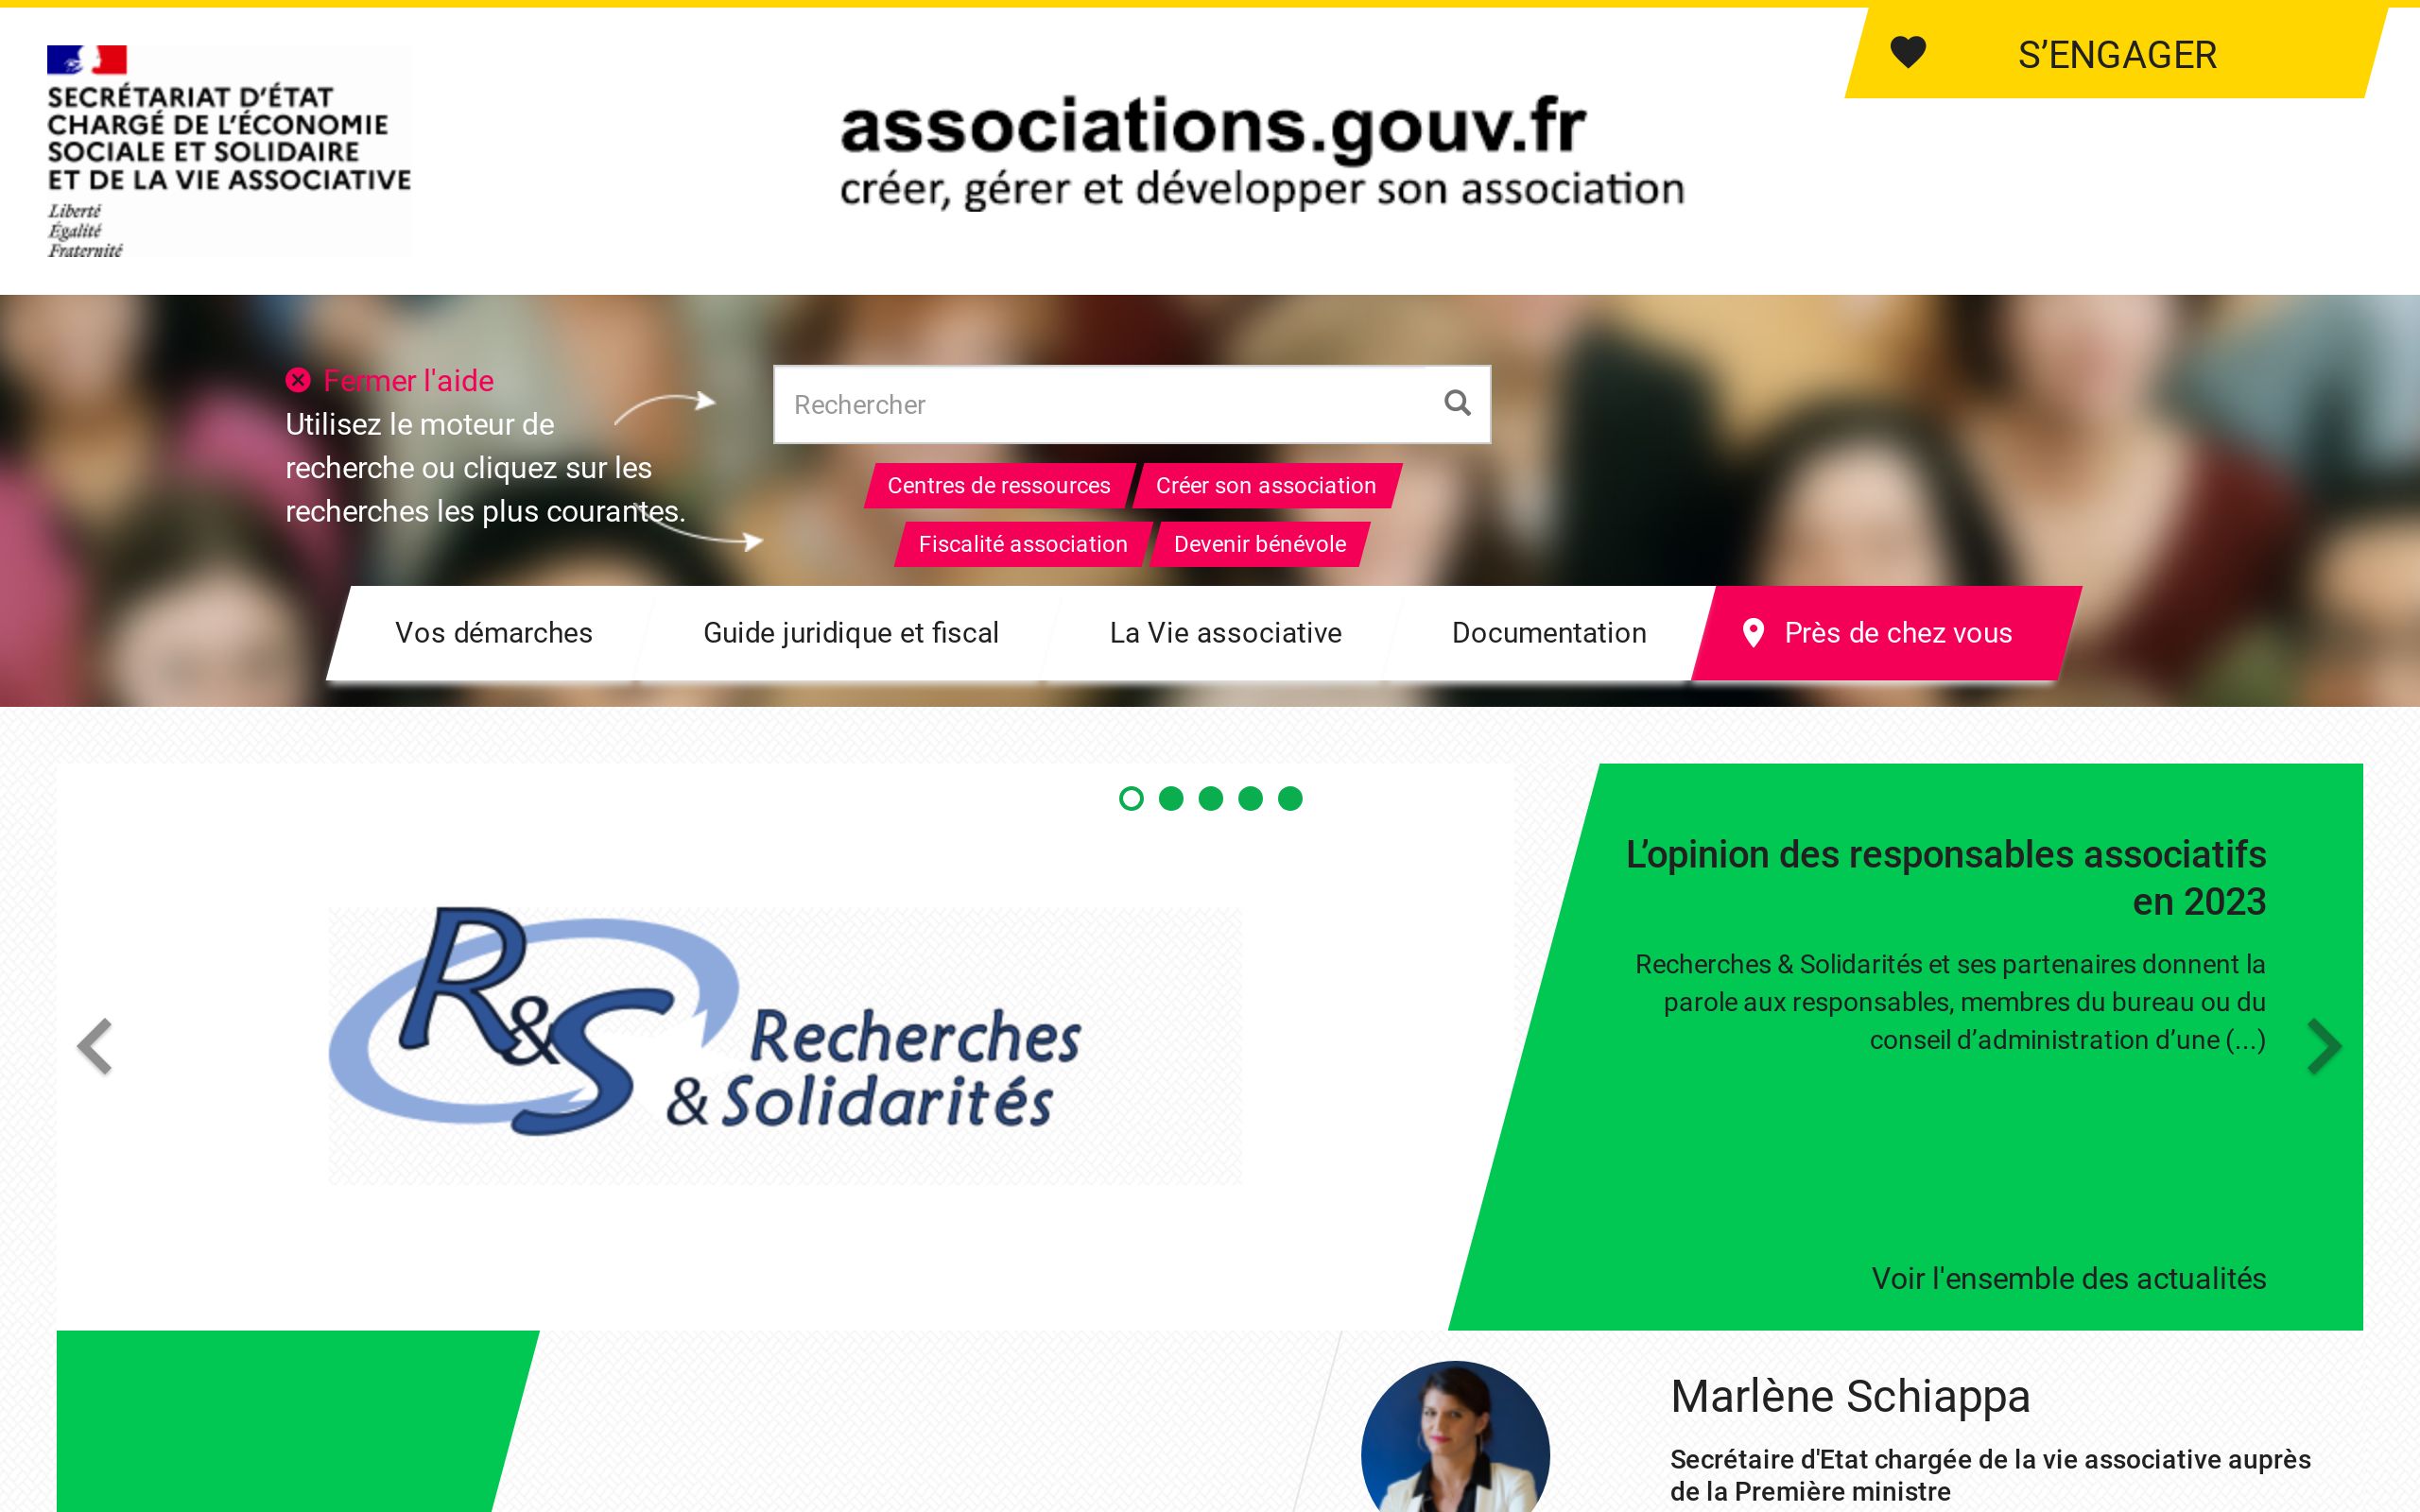 SECRÉTARIAT D'ÉTAT
CHARGÉ DE L'ÉCONOMIE
SOCIALE ET SOLIDAIRE
ET DE LA VIE ASSOCIATIVE
Liberté
Égalité
Fraternité
associations.gouv.fr
créer, gérer et développer son association
S’ENGAGER
Fermer l'aide
Utilisez le moteur de
recherche ou cliquez sur les
recherches les plus courantes.
Rechercher
Centres de ressources
Créer son association
Fiscalité association
Devenir bénévole
Vos démarches
Guide juridique et fiscal
La Vie associative
Documentation
Près de chez vous
R&S Recherches
& Solidarités
L’opinion des responsables associatifs
en 2023
Recherches & Solidarités et ses partenaires donnent la
parole aux responsables, membres du bureau ou du
conseil d’administration d’une (...)
Voir l'ensemble des actualités
Marlène Schiappa
Secrétaire d'Etat chargée de la vie associative auprès
de la Première ministre